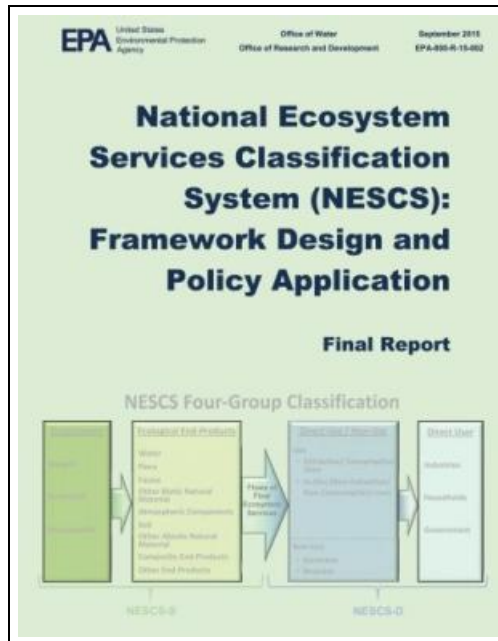 EPA
United States
Environmental Protection
Agency
Office of Water
Office of Research and Development
September 2015
EPA-800-R-15-002
National Ecosystem
Services Classification
System (NESCS):
Framework Design and
Policy Application
Final Report
NESCS Four-Group Classification
Environment
Aquatic
Terrestrial
Atmospheric
Ecological End Products
Water
Flora
Fauna
Other Biotic Natural
Material
Atmospheric Components
Soil
Other Abiotic Natural
Material
Composite End Products
Other End Products
Flows of
Final
Ecosystem
Services
Direct Use / Non-Use
Direct User
Industries
Households
Government
NESCS-S
NESCS-D